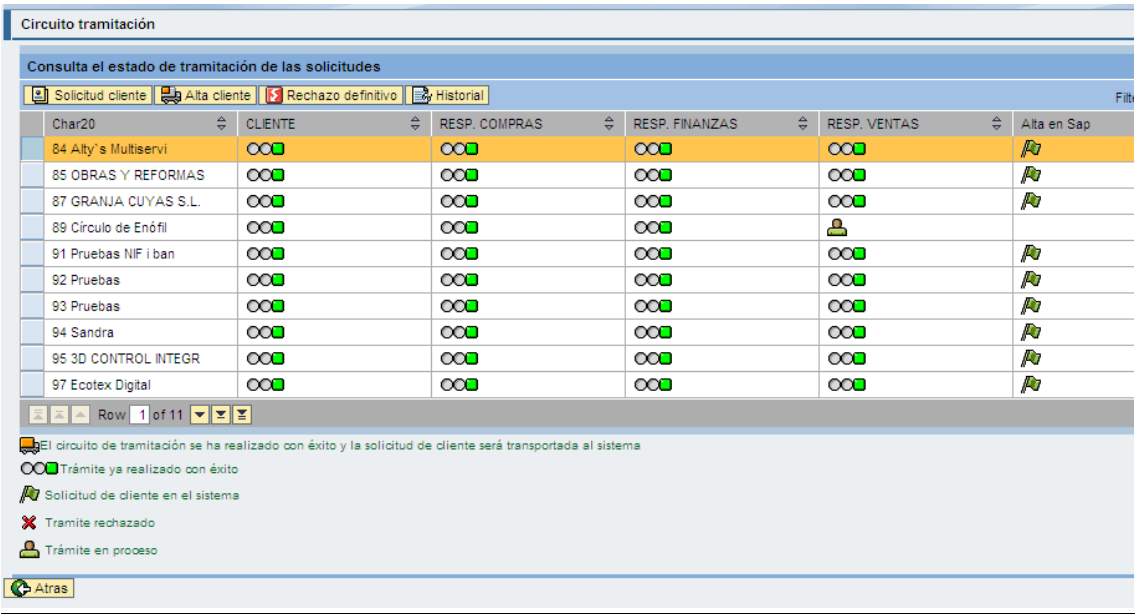 Circuito tramitación
Consulta el estado de tramitación de las solicitudes
Solicitud cliente Alta cliente Rechazo definitivo Historial
Filte
Char20 CLIENTE RESP. COMPRAS RESP. FINANZAS RESP. VENTAS Alta en Sap
84 Alty`s Multiservi
85 OBRAS Y REFORMAS
87 GRANJA CUYAS S.L.
89 Círculo de Enófil
91 Pruebas NIF i ban
92 Pruebas
93 Pruebas
94 Sandra
95 3D CONTROL INTEGR
97 Ecotex Digital
Row 1 of 11
El circuito de tramitación se ha realizado con éxito y la solicitud de cliente será transportada al sistema
Trámite ya realizado con éxito
Solicitud de cliente en el sistema
Tramite rechazado
Trámite en proceso
Atras